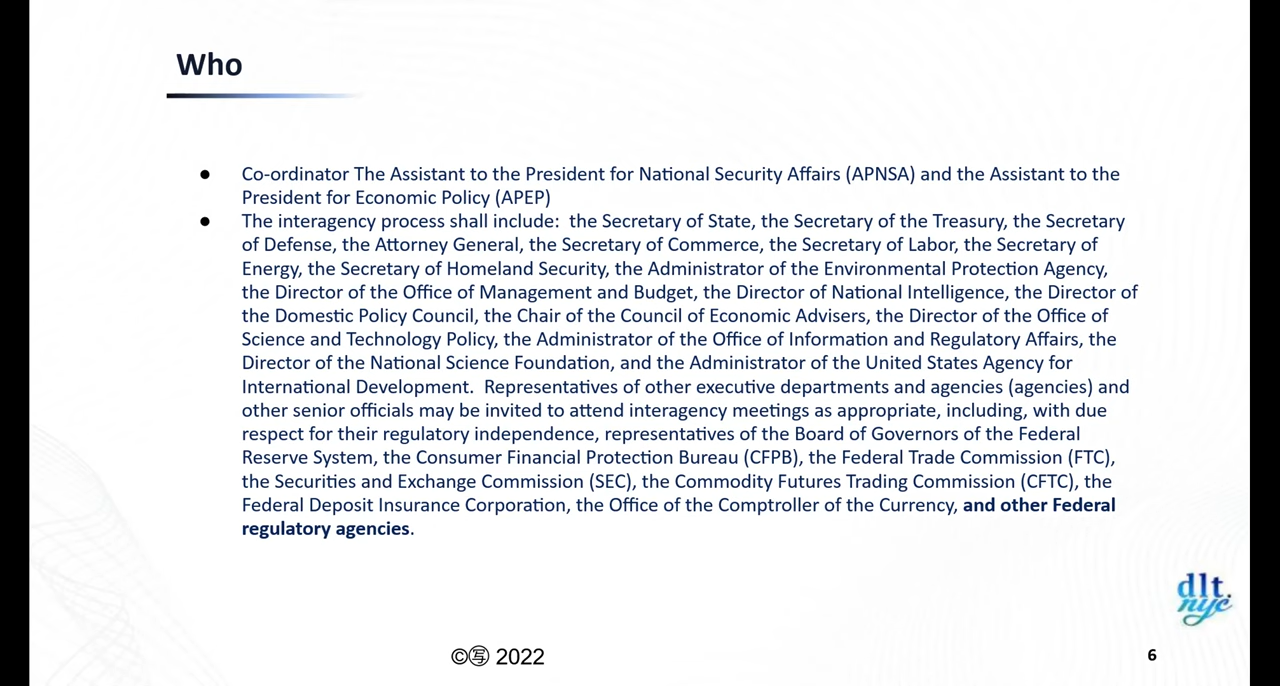 Who
● Co-ordinator The Assistant to the President for National Security Affairs (APNSA) and the Assistant to the
President for Economic Policy (APEP)
● The interagency process shall include:  the Secretary of State, the Secretary of the Treasury, the Secretary
of Defense, the Attorney General, the Secretary of Commerce, the Secretary of Labor, the Secretary of
Energy, the Secretary of Homeland Security, the Administrator of the Environmental Protection Agency,
the Director of the Office of Management and Budget, the Director of National Intelligence, the Director of
the Domestic Policy Council, the Chair of the Council of Economic Advisers, the Director of the Office of
Science and Technology Policy, the Administrator of the Office of Information and Regulatory Affairs, the
Director of the National Science Foundation, and the Administrator of the United States Agency for
International Development.  Representatives of other executive departments and agencies (agencies) and
other senior officials may be invited to attend interagency meetings as appropriate, including, with due
respect for their regulatory independence, representatives of the Board of Governors of the Federal
Reserve System, the Consumer Financial Protection Bureau (CFPB), the Federal Trade Commission (FTC),
the Securities and Exchange Commission (SEC), the Commodity Futures Trading Commission (CFTC), the
Federal Deposit Insurance Corporation, the Office of the Comptroller of the Currency, and other Federal
regulatory agencies.
dlt.
nyc
©㊢ 2022
6